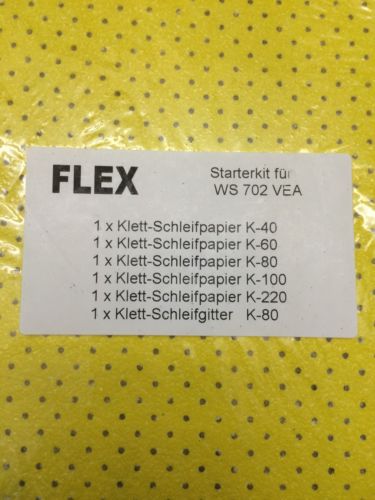 FLEX
Starterkit für
WS 702 VEA
1 x Klett-Schleifpapier K-40
1 x Klett-Schleifpapier K-60
1 x Klett-Schleifpapier K-80
1 x Klett-Schleifpapier K-100
1 x Klett-Schleifpapier K-220
1 x Klett-Schleifgitter K-80